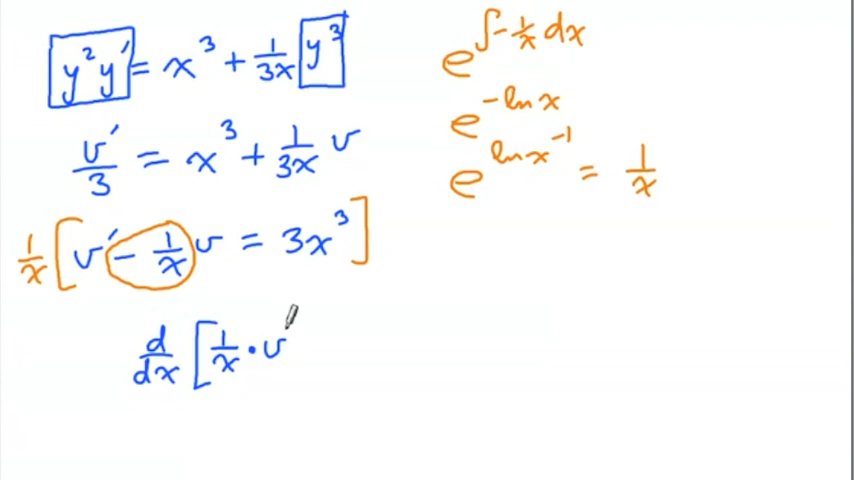 y² y' = x³ + 1/3x y³
v'/3 = x³ + 1/3x v
1/x [ v' - 1/x v = 3x³ ]
d/dx [ 1/x · v
e^∫-1/x dx
e^-ln x
e^ln x^-1 = 1/x